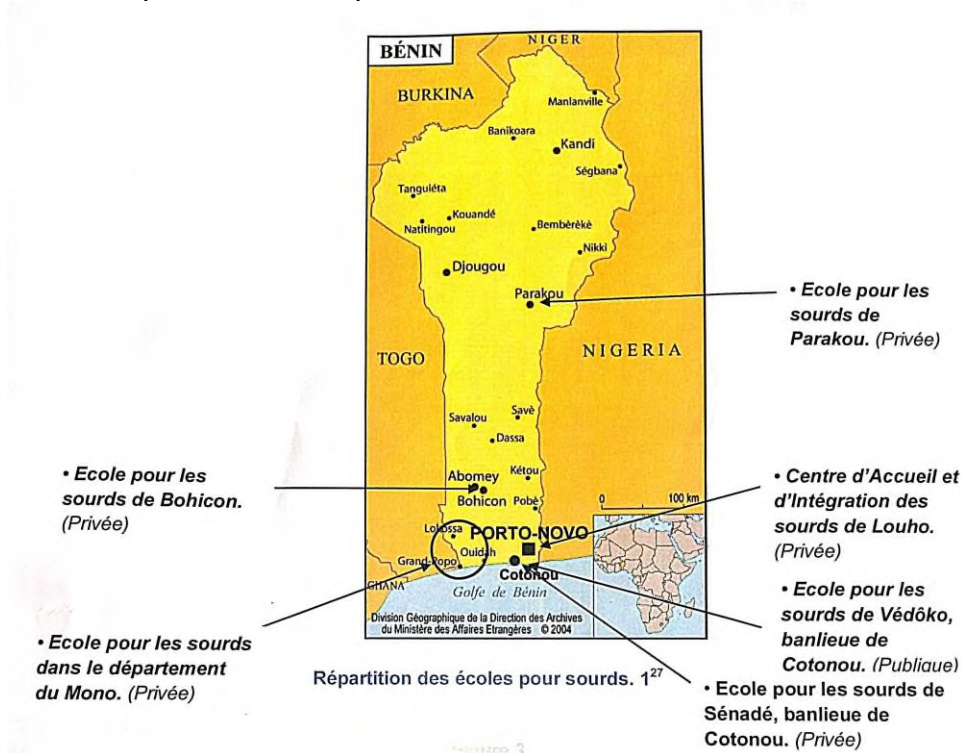 BÉNIN
NIGER
BURKINA
Manlanville
Banikoara
Kandi
Ségbana
Tanguiéta
Kouandé
Natitingou
Bembèrèkè
Nikki
Djougou
Parakou
• Ecole pour les
sourds de
Parakou. (Privée)
TOGO
NIGERIA
Savalou
Savè
Dassa
• Ecole pour les
sourds de Bohicon.
(Privée)
Abomey
Bohicon
Kétou
Pobè
0 100 km
• Centre d'Accueil et
d'Intégration des
sourds de Louho.
(Privée)
Lokossa
PORTO-NOVO
Ouidah
Grand-Popo
Cotonou
GHANA
Golfe de Bénin
Division Géographique de la Direction des Archives
du Ministère des Affaires Etrangères © 2004
• Ecole pour les
sourds de Védôko,
banlieue de
Cotonou. (Publique)
• Ecole pour les sourds
dans le département
du Mono. (Privée)
Répartition des écoles pour sourds. 1²⁷
• Ecole pour les sourds de
Sénadé, banlieue de
Cotonou. (Privée)